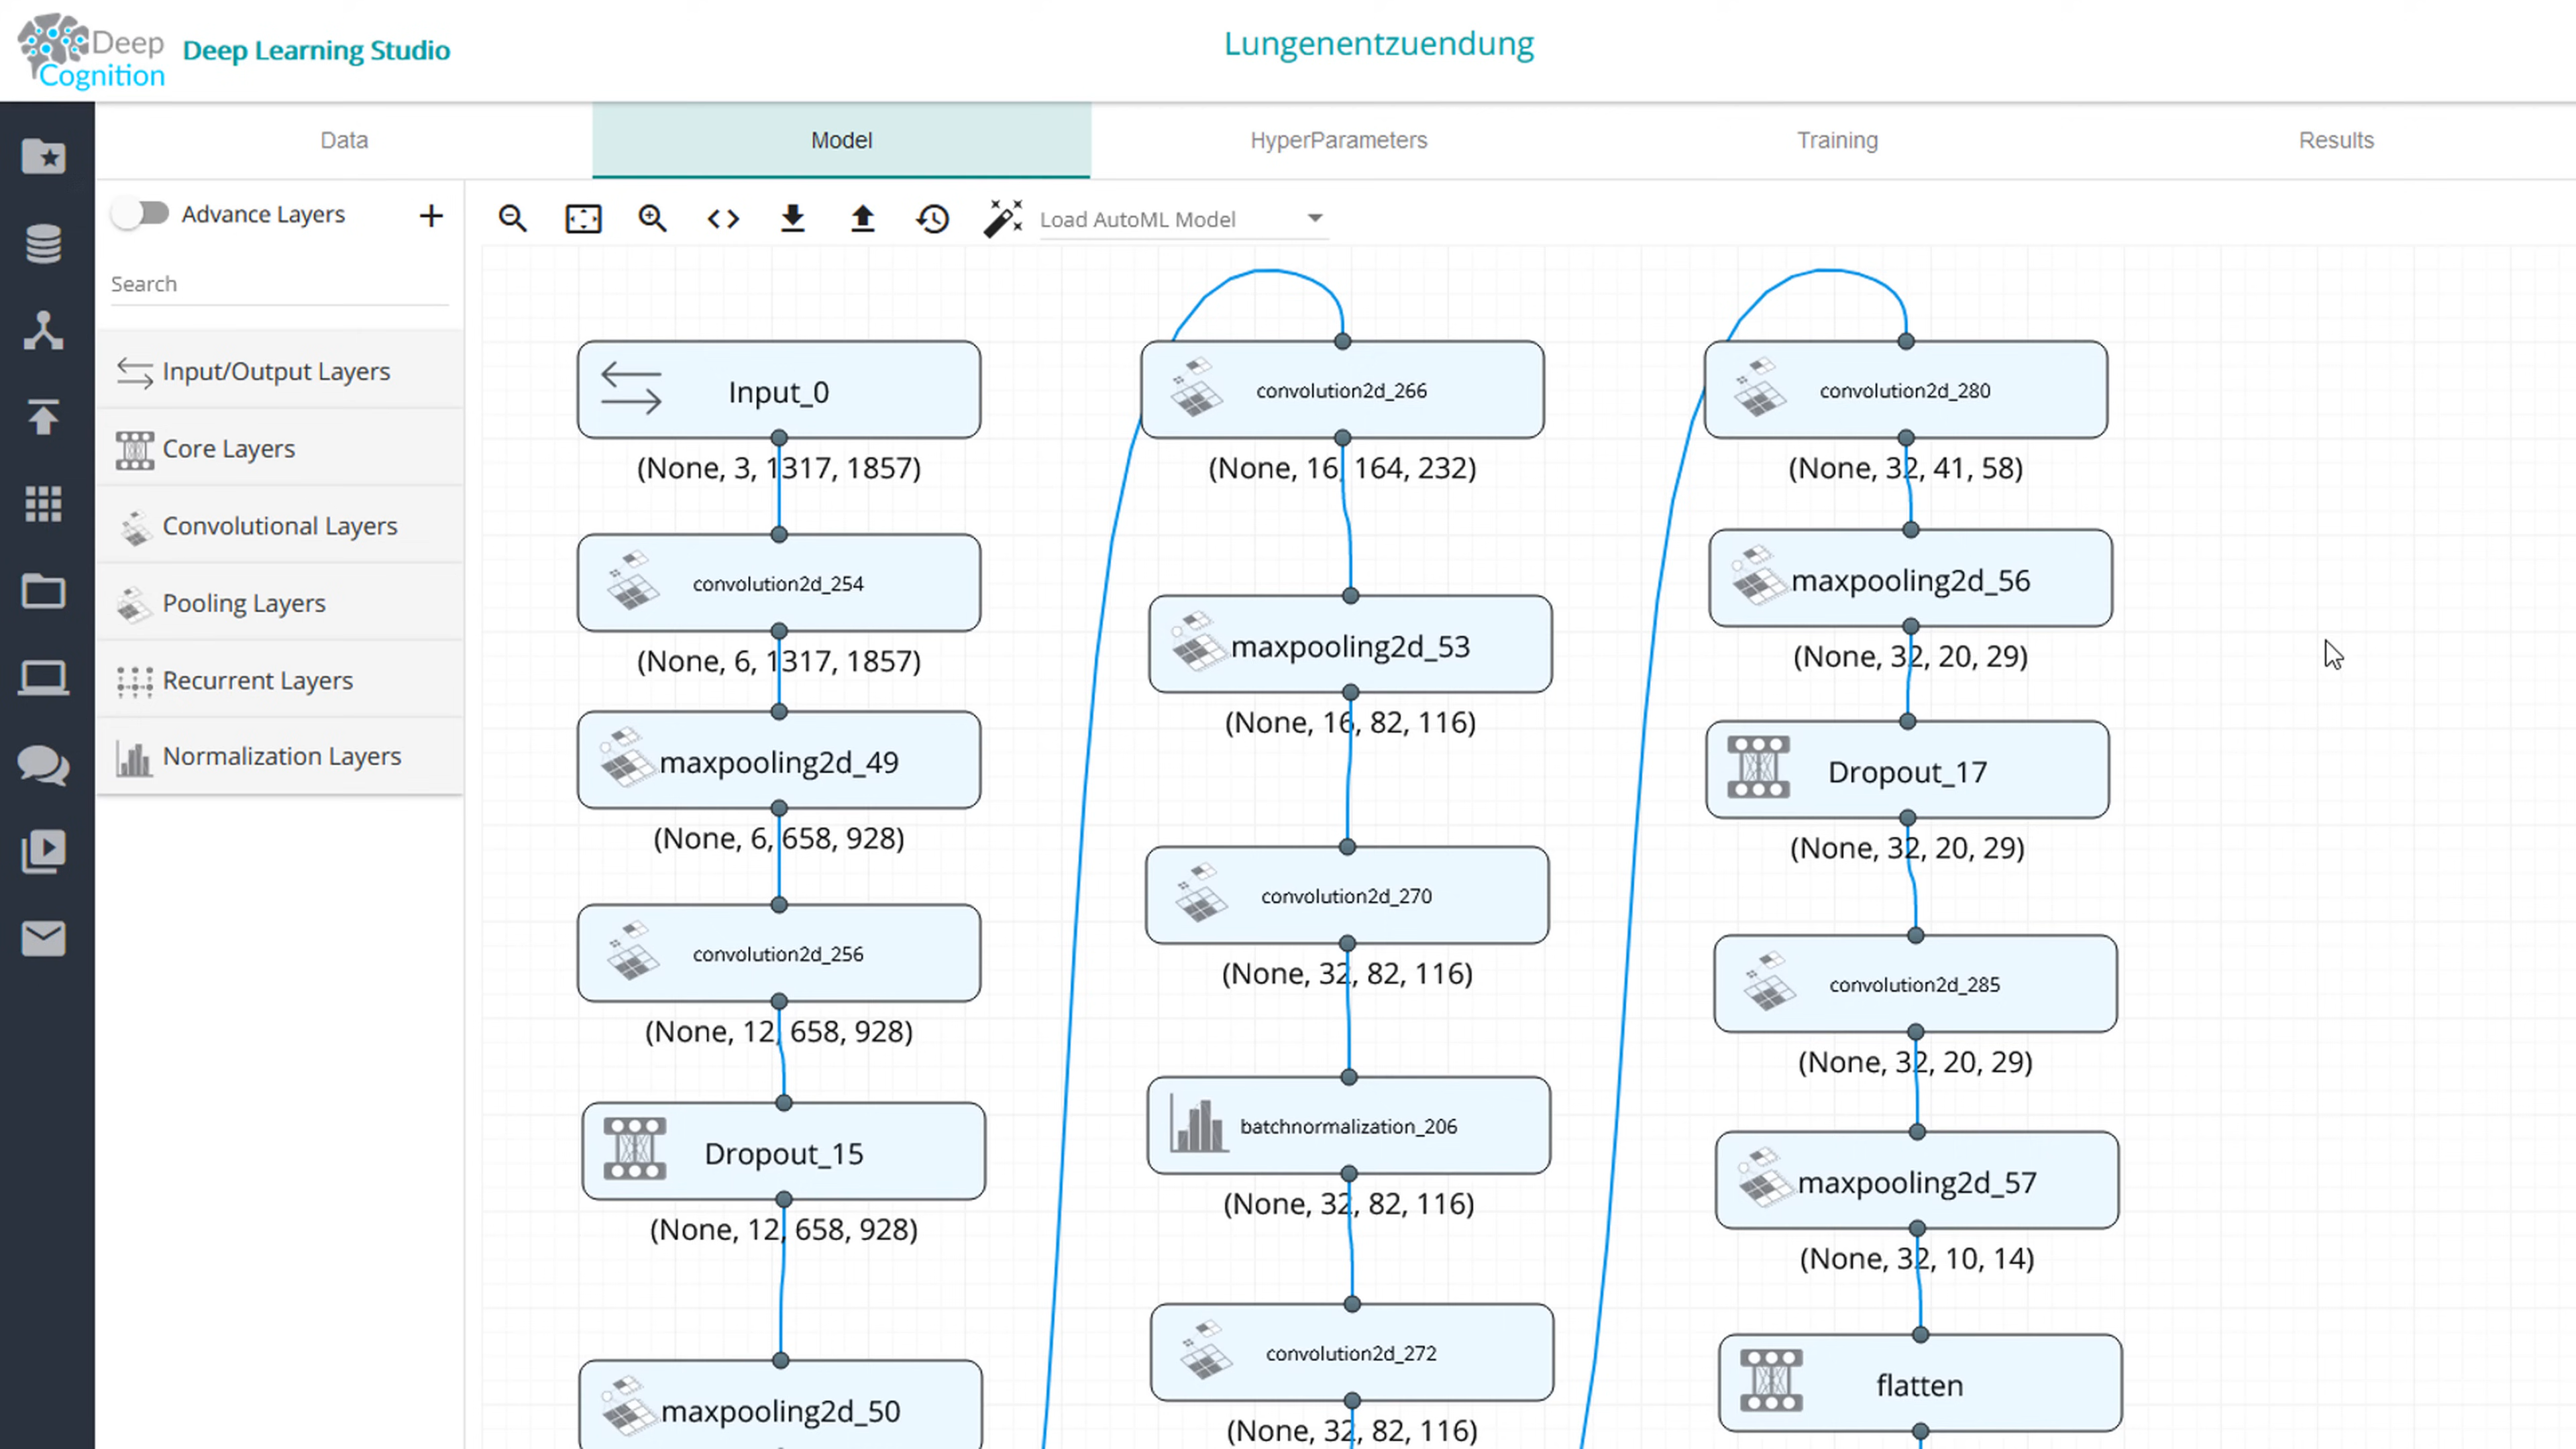 Deep
Cognition
Deep Learning Studio
Lungenentzuendung
Data
Model
HyperParameters
Training
Results
Advance Layers
Load AutoML Model
Search
Input/Output Layers
Core Layers
Convolutional Layers
Pooling Layers
Recurrent Layers
Normalization Layers
Input_0
(None, 3, 1317, 1857)
convolution2d_254
(None, 6, 1317, 1857)
maxpooling2d_49
(None, 6, 658, 928)
convolution2d_256
(None, 12, 658, 928)
Dropout_15
(None, 12, 658, 928)
maxpooling2d_50
convolution2d_266
(None, 16, 164, 232)
maxpooling2d_53
(None, 16, 82, 116)
convolution2d_270
(None, 32, 82, 116)
batchnormalization_206
(None, 32, 82, 116)
convolution2d_272
(None, 32, 82, 116)
convolution2d_280
(None, 32, 41, 58)
maxpooling2d_56
(None, 32, 20, 29)
Dropout_17
(None, 32, 20, 29)
convolution2d_285
(None, 32, 20, 29)
maxpooling2d_57
(None, 32, 10, 14)
flatten